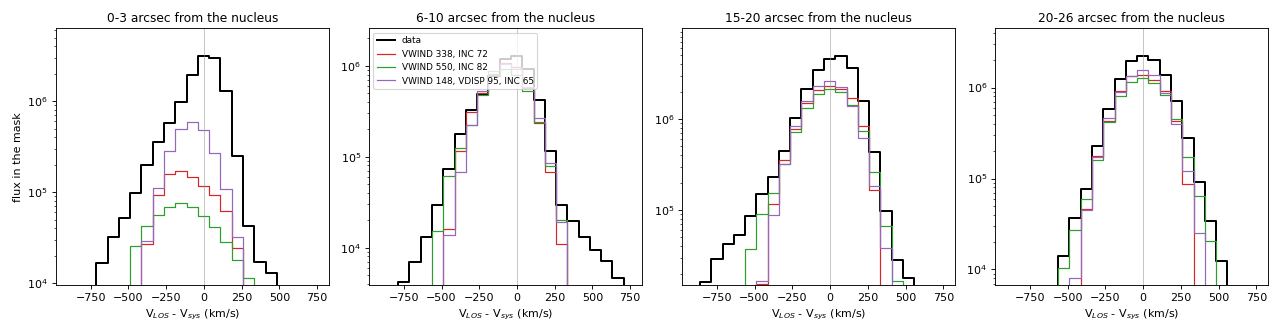 0-3 arcsec from the nucleus
flux in the mask
10⁶
10⁵
10⁴
−750 −500 −250 0 250 500 750
V_LOS - V_sys (km/s)
6-10 arcsec from the nucleus
data
VWIND 338, INC 72
VWIND 550, INC 82
VWIND 148, VDISP 95, INC 65
10⁶
10⁵
10⁴
−750 −500 −250 0 250 500 750
V_LOS - V_sys (km/s)
15-20 arcsec from the nucleus
10⁶
10⁵
−750 −500 −250 0 250 500 750
V_LOS - V_sys (km/s)
20-26 arcsec from the nucleus
10⁶
10⁵
10⁴
−750 −500 −250 0 250 500 750
V_LOS - V_sys (km/s)